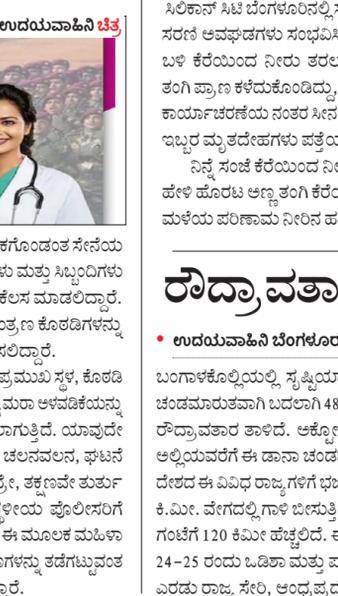 ಉದಯವಾಹಿನಿ ಚಿತ್ರ
ಕಗೊಂಡಂತ ಸೇನೆಯ
ಳು ಮತ್ತು ಸಿಬ್ಬಂದಿಗಳು
ಕೆಲಸ ಮಾಡಲಿದ್ದಾರೆ.
ಂತ್ರಣ ಕೊಠಡಿಗಳನ್ನು
ಸಲಿದ್ದಾರೆ.
ಪ್ರಮುಖ ಸ್ಥಳ, ಕೊಠಡಿ
ಮರಾ ಅಳವಡಿಕೆಯನ್ನು
ಲಾಗುತ್ತಿದೆ. ಯಾವುದೇ
ಚಲನವಲನ, ಘಟನೆ
ರೇ, ತಕ್ಷಣವೇ ತುರ್ತು
ಳೀಯ ಪೊಲೀಸರಿಗೆ
ಈ ಮೂಲಕ ಮಹಿಳಾ
ಗಳನ್ನು ತಡೆಗಟ್ಟುವಂತ
ಾರೆ.
ಸಿಲಿಕಾನ್ ಸಿಟಿ ಬೆಂಗಳೂರಿನಲ್ಲಿ
ಸರಣಿ ಅವಘಡಗಳು ಸಂಭವಿಸಿ
ಬಳಿ ಕೆರೆಯಿಂದ ನೀರು ತರಲ
ತಂಗಿ ಪ್ರಾಣ ಕಳೆದುಕೊಂಡಿದ್ದು,
ಕಾರ್ಯಾಚರಣೆಯ ನಂತರ ಸೀನ
ಇಬ್ಬರ ಮೃತದೇಹಗಳು ಪತ್ತೆಯ
ನಿನ್ನೆ ಸಂಜೆ ಕೆರೆಯಿಂದ ನೀ
ಹೇಳಿ ಹೊರಟ ಅಣ್ಣ ತಂಗಿ ಕೆರೆಂ
ಮಳೆಯ ಪರಿಣಾಮ ನೀರಿನ ಹ
ರೌದ್ರಾವತಾ
• ಉದಯವಾಹಿನಿ ಬೆಂಗಳೂರ
ಬಂಗಾಳಕೊಲ್ಲಿಯಲ್ಲಿ ಸೃಷ್ಟಿಯಾ
ಚಂಡಮಾರುತವಾಗಿ ಬದಲಾಗಿ 48
ರೌದ್ರಾವತಾರ ತಾಳಿದೆ. ಅಕ್ಟೋ
ಅಲ್ಲಿಯವರೆಗೆ ಈ ಡಾನಾ ಚಂಡ
ದೇಶದ ಈ ವಿವಿಧ ರಾಜ್ಯಗಳಿಗೆ ಭ
ಕಿ.ಮೀ. ವೇಗದಲ್ಲಿ ಗಾಳಿ ಬೀಸುತ್ತಿ
ಗಂಟೆಗೆ 120 ಕಿಮೀ ಹೆಚ್ಚಲಿದೆ. ಈ
24-25 ರಂದು ಒಡಿಶಾ ಮತ್ತು ಪ
ಎರಡು ರಾಜ್ಯ ಸೇರಿ, ಆಂಧ್ರಪ್ರದ